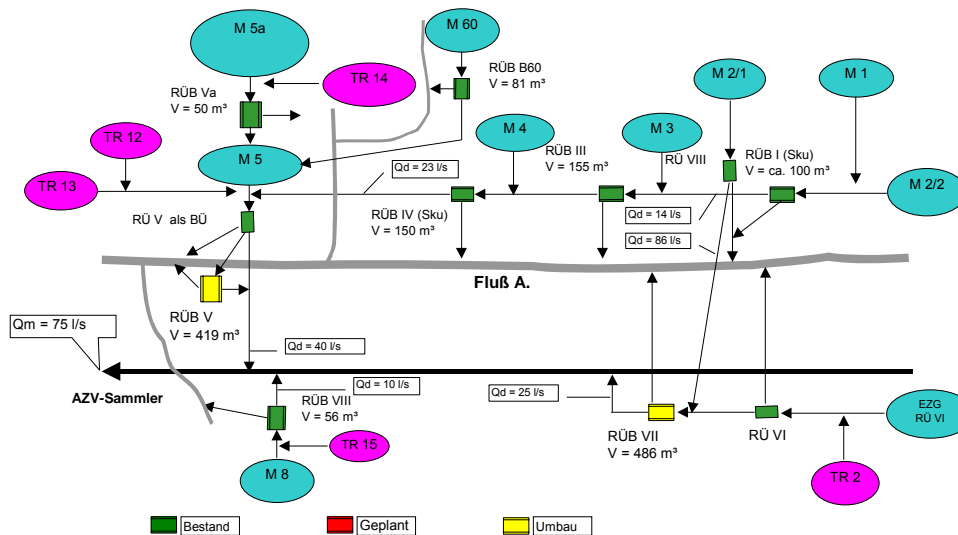 M 5a
M 60
TR 14
RÜB Va
V = 50 m³
RÜB B60
V = 81 m³
M 2/1
M 1
TR 12
TR 13
M 5
M 4
M 3
RÜB III
V = 155 m³
RÜ VIII
RÜB I (Sku)
V = ca. 100 m³
M 2/2
Qd = 23 l/s
RÜ V als BÜ
RÜB IV (Sku)
V = 150 m³
Qd = 14 l/s
Qd = 86 l/s
Fluß A.
RÜB V
V = 419 m³
Qm = 75 l/s
Qd = 40 l/s
AZV-Sammler
Qd = 10 l/s
RÜB VIII
V = 56 m³
Qd = 25 l/s
RÜB VII
V = 486 m³
RÜ VI
EZG
RÜ VI
TR 15
M 8
TR 2
Bestand
Geplant
Umbau